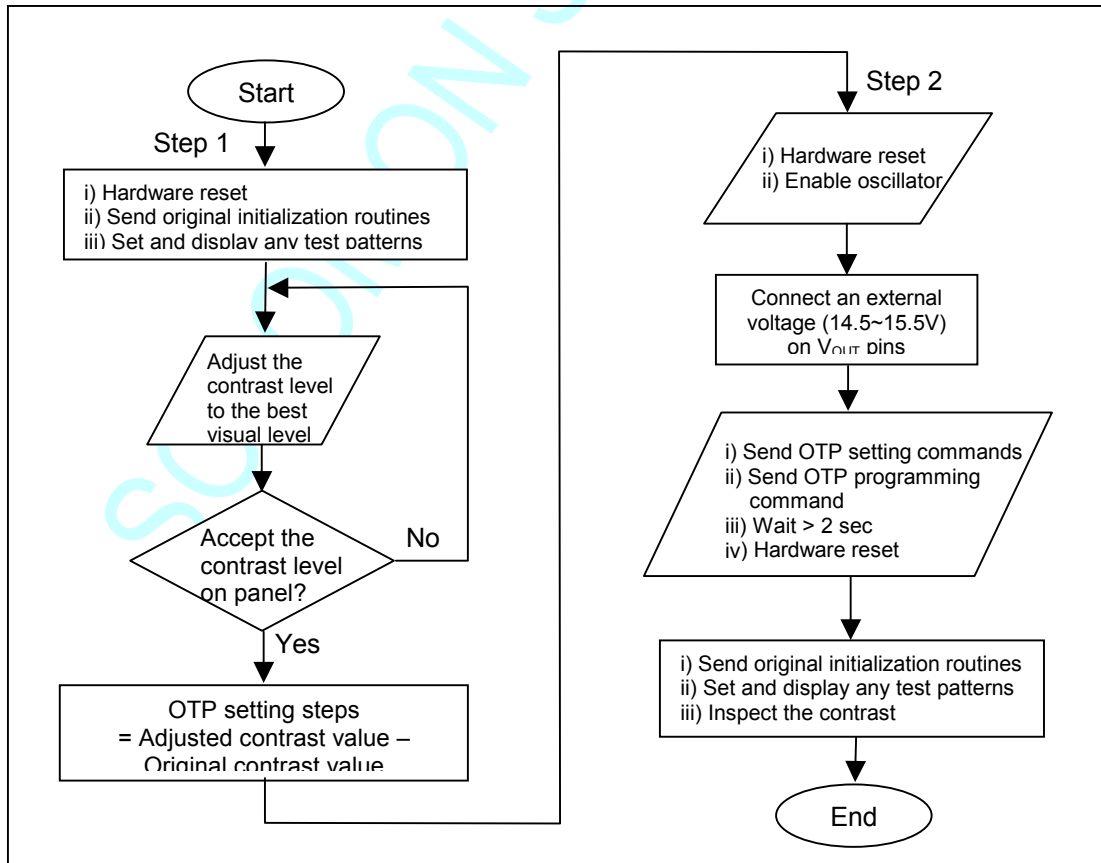 Start
Step 1
i) Hardware reset
ii) Send original initialization routines
iii) Set and display any test patterns
Adjust the
contrast level
to the best
visual level
Accept the
contrast level
on panel?
No
Yes
OTP setting steps
= Adjusted contrast value –
Original contrast value
Step 2
i) Hardware reset
ii) Enable oscillator
Connect an external
voltage (14.5~15.5V)
on VOUT pins
i) Send OTP setting commands
ii) Send OTP programming
command
iii) Wait > 2 sec
iv) Hardware reset
i) Send original initialization routines
ii) Set and display any test patterns
iii) Inspect the contrast
End